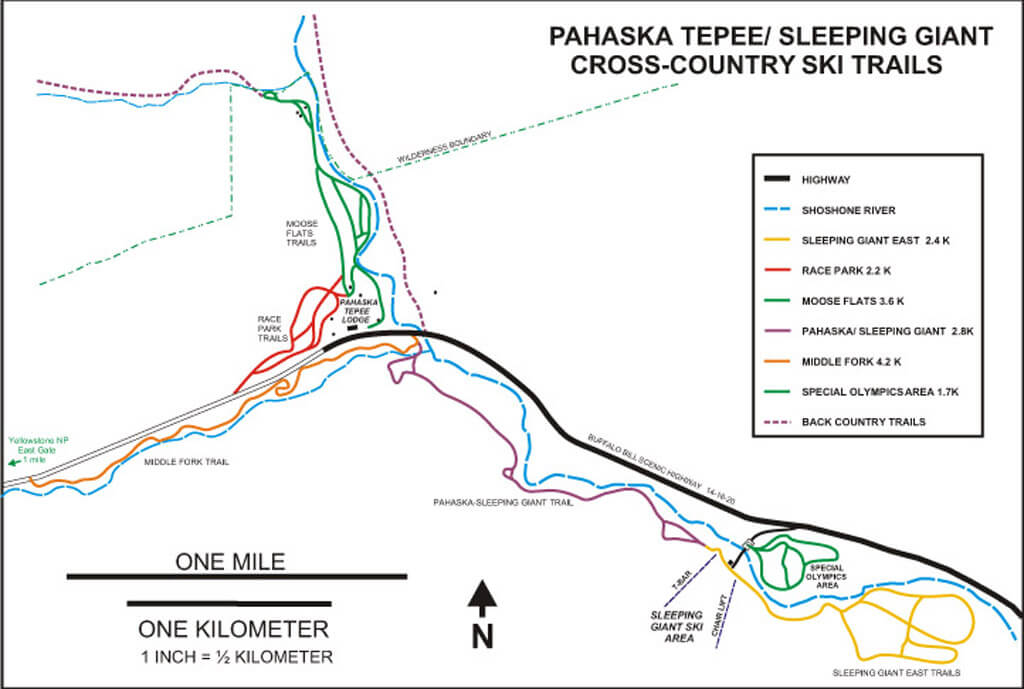 PAHASKA TEPEE/ SLEEPING GIANT
CROSS-COUNTRY SKI TRAILS
WILDERNESS BOUNDARY
HIGHWAY
SHOSHONE RIVER
SLEEPING GIANT EAST 2.4 K
RACE PARK 2.2 K
MOOSE FLATS 3.6 K
PAHASKA/ SLEEPING GIANT 2.8K
MIDDLE FORK 4.2 K
SPECIAL OLYMPICS AREA 1.7K
BACK COUNTRY TRAILS
MOOSE
FLATS
TRAILS
PAHASKA
TEPEE
LODGE
RACE
PARK
TRAILS
Yellowstone NP
East Gate
1 mile
MIDDLE FORK TRAIL
BUFFALO BILL SCENIC HIGHWAY 14-16-20
PAHASKA-SLEEPING GIANT TRAIL
SPECIAL
OLYMPICS
AREA
T-BAR
CHAIR LIFT
SLEEPING
GIANT SKI
AREA
SLEEPING GIANT EAST TRAILS
ONE MILE
ONE KILOMETER
1 INCH = ½ KILOMETER
N